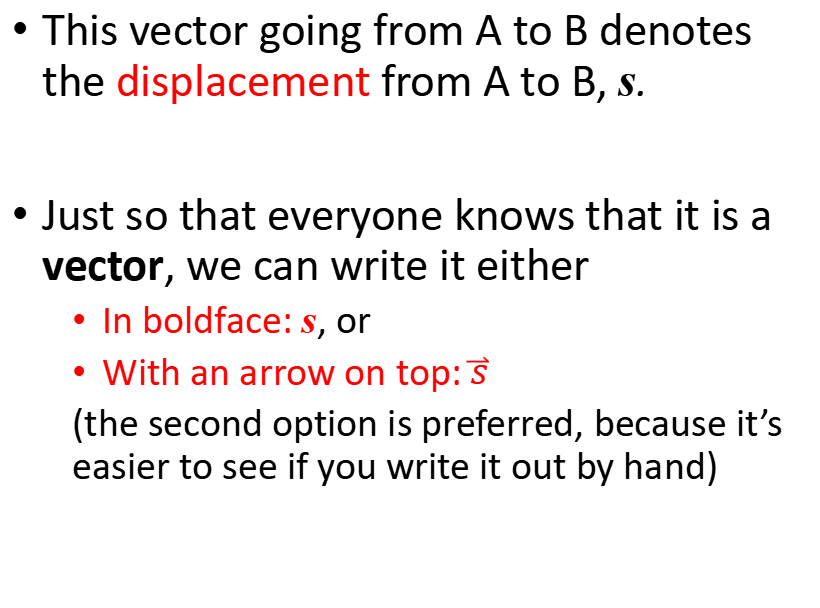 • This vector going from A to B denotes
the displacement from A to B, s.
• Just so that everyone knows that it is a
vector, we can write it either
• In boldface: s, or
• With an arrow on top: s⃗
(the second option is preferred, because it’s
easier to see if you write it out by hand)